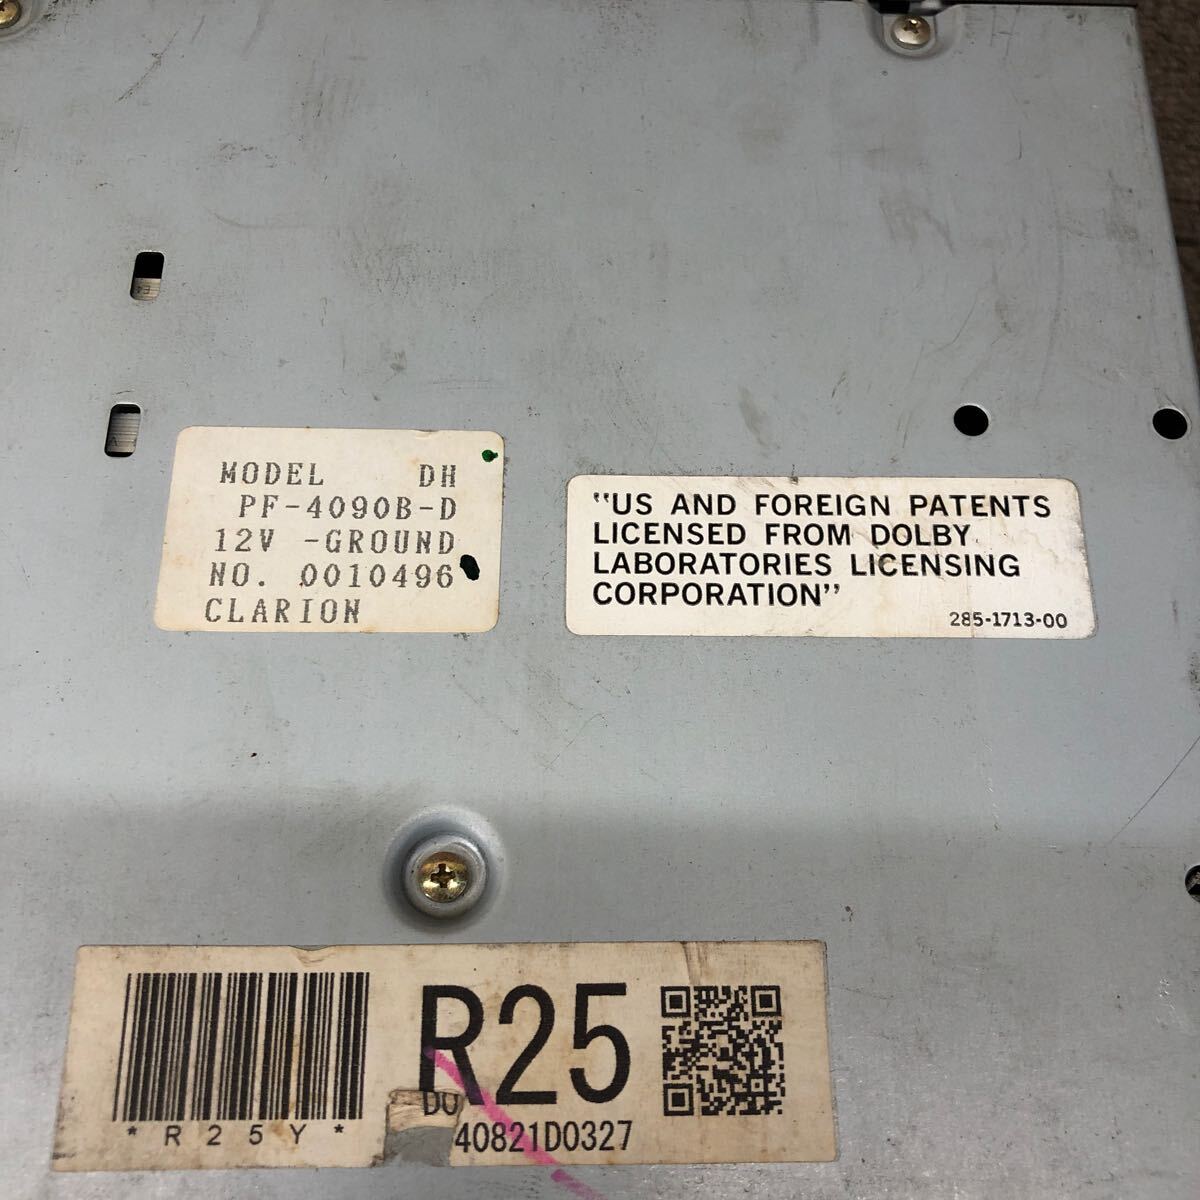 MODEL DH
PF-4090B-D
12V -GROUND
NO. 0010496
CLARION
"US AND FOREIGN PATENTS
LICENSED FROM DOLBY
LABORATORIES LICENSING
CORPORATION"
285-1713-00
R25
*R25Y*
DU
40821D0327